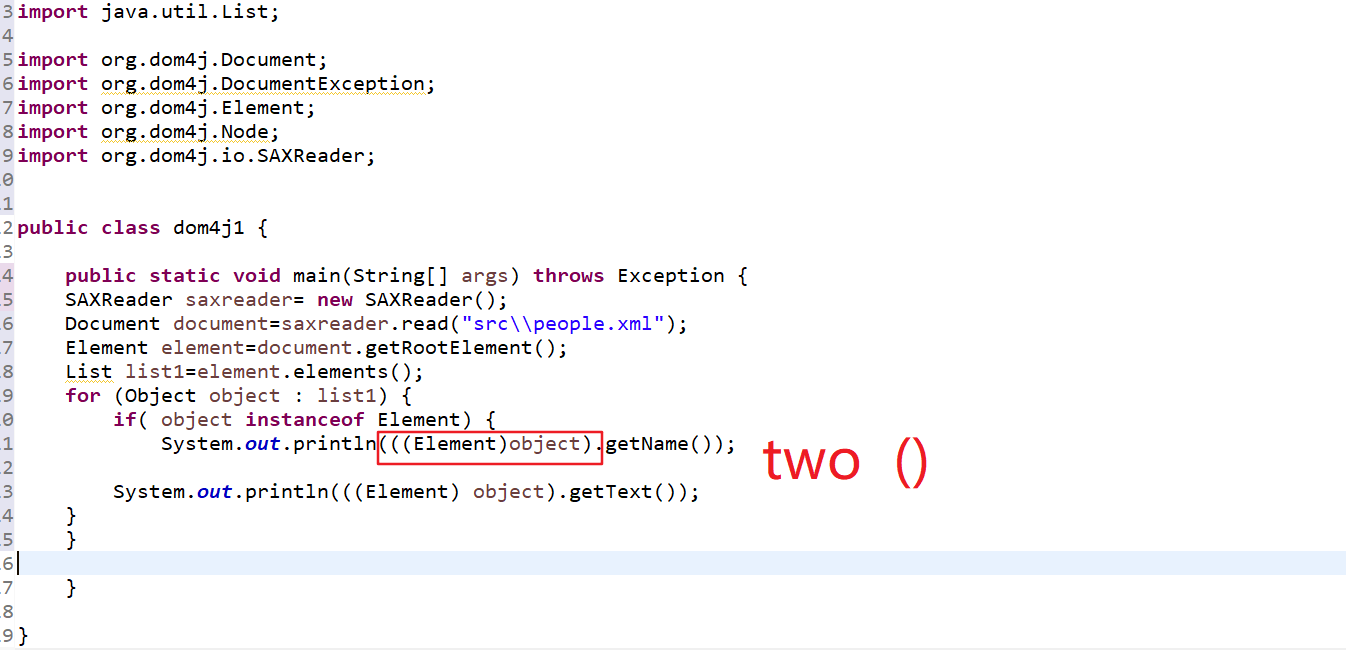 3 import java.util.List;
4
5 import org.dom4j.Document;
6 import org.dom4j.DocumentException;
7 import org.dom4j.Element;
8 import org.dom4j.Node;
9 import org.dom4j.io.SAXReader;
0
1
2 public class dom4j1 {
3
4 public static void main(String[] args) throws Exception {
5 SAXReader saxreader= new SAXReader();
6 Document document=saxreader.read("src\\people.xml");
7 Element element=document.getRootElement();
8 List list1=element.elements();
9 for (Object object : list1) {
0 if( object instanceof Element) {
1 System.out.println(((Element)object).getName());
two ()
2
3 System.out.println(((Element) object).getText());
4 }
5 }
6
7 }
8
9 }